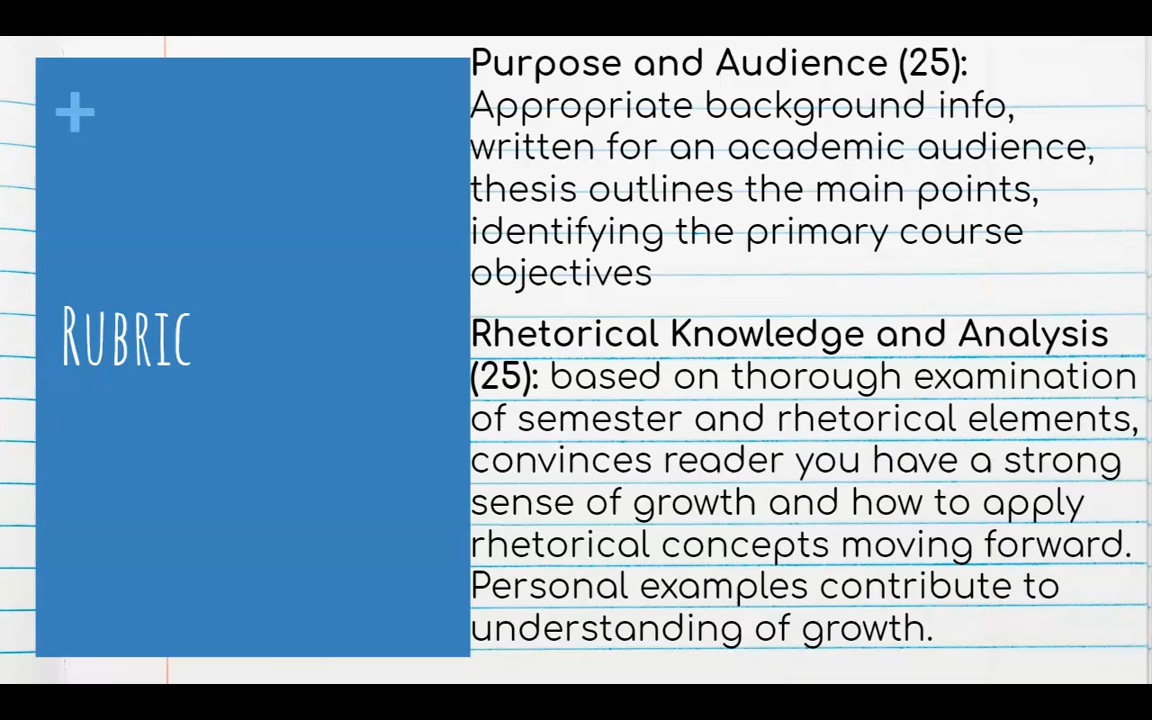 Rubric
Purpose and Audience (25):
Appropriate background info,
written for an academic audience,
thesis outlines the main points,
identifying the primary course
objectives
Rhetorical Knowledge and Analysis
(25): based on thorough examination
of semester and rhetorical elements,
convinces reader you have a strong
sense of growth and how to apply
rhetorical concepts moving forward.
Personal examples contribute to
understanding of growth.